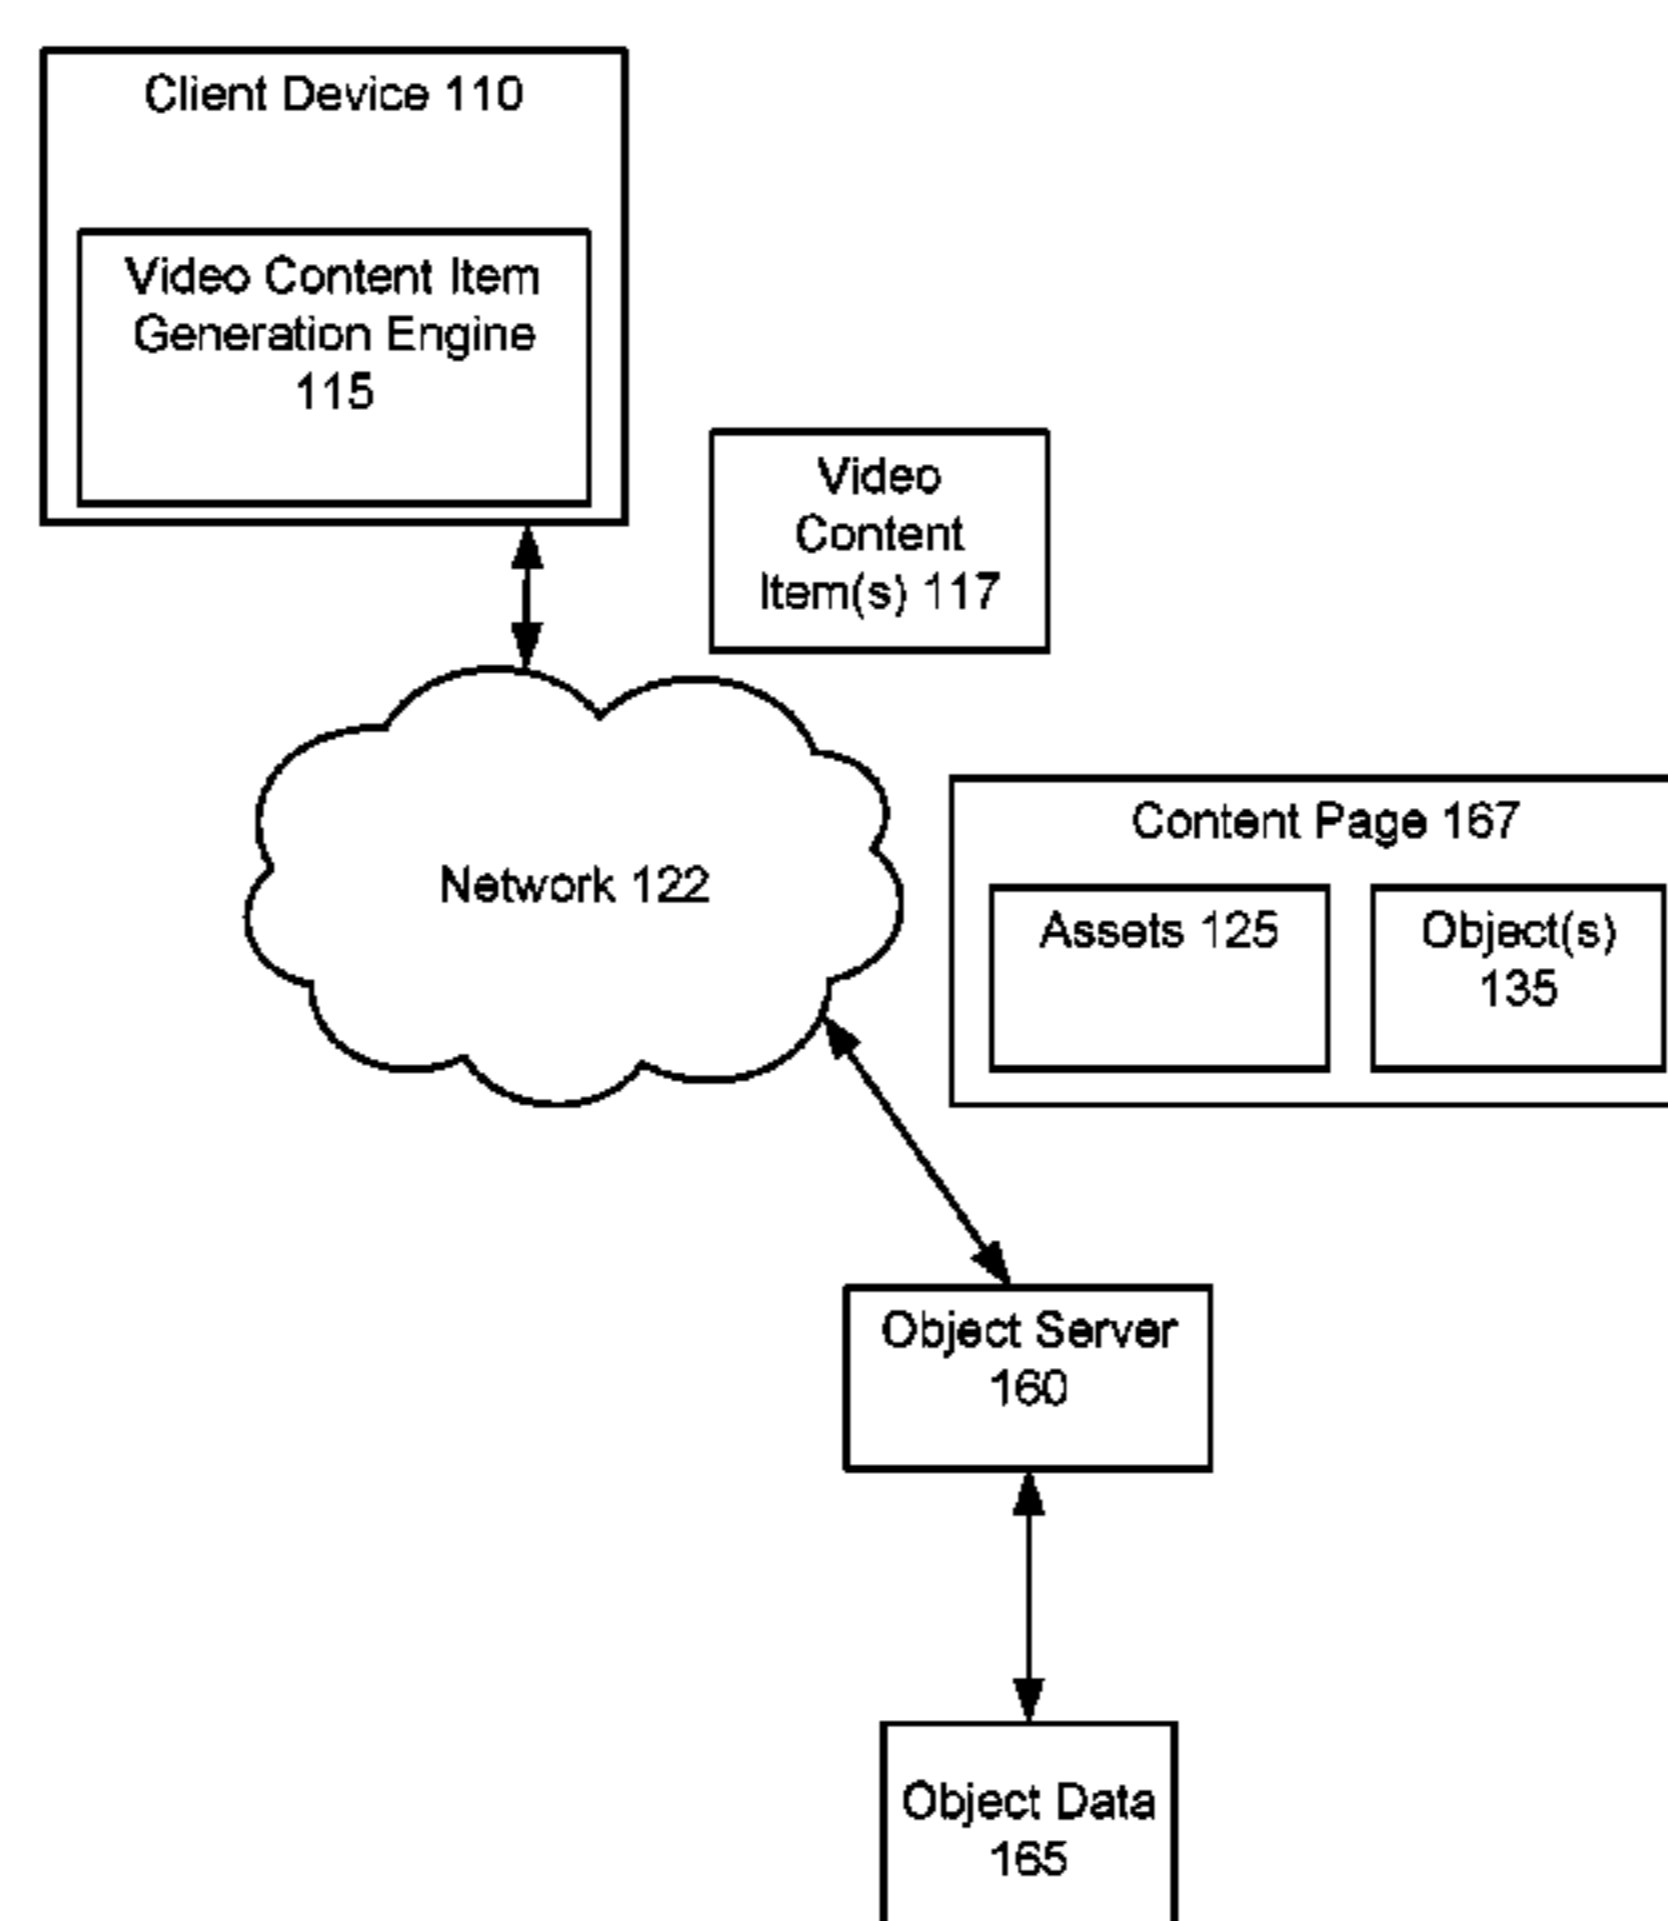 Client Device 110
Video Content Item
Generation Engine
115
Video
Content
Item(s) 117
Network 122
Content Page 167
Assets 125
Object(s)
135
Object Server
160
Object Data
165